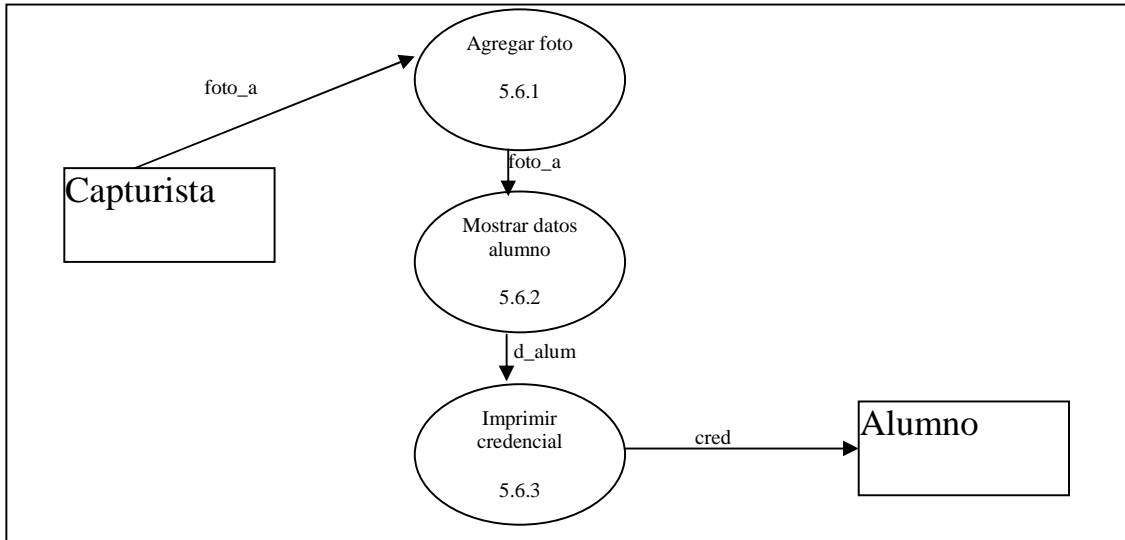 Agregar foto
5.6.1
foto_a
foto_a
Capturista
Mostrar datos
alumno
5.6.2
d_alum
Imprimir
credencial
5.6.3
cred
Alumno